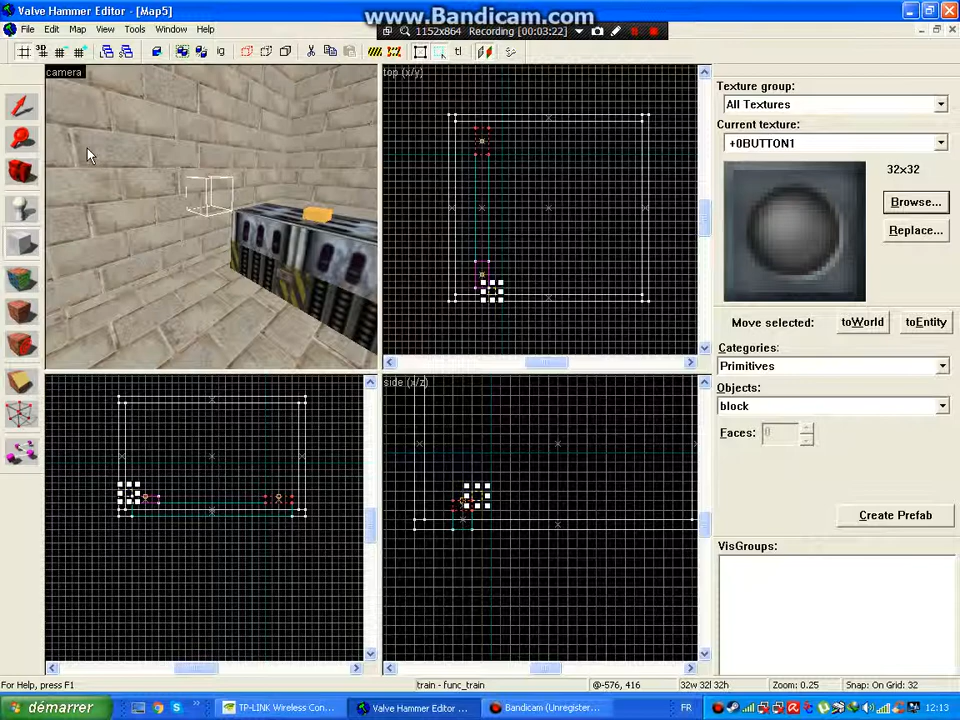 Valve Hammer Editor - [Map5]
www.Bandicam.com
File Edit Map View Tools Window Help
1152x864 Recording [00:03:22]
3D
tl
camera
top (x/y)
Texture group:
All Textures
Current texture:
+0BUTTON1
32x32
Browse...
Replace...
Move selected: toWorld toEntity
Categories:
Primitives
side (x/z)
Objects:
block
Faces: 0
Create Prefab
VisGroups:
For Help, press F1
train - func_train
@-576, 416
32w 32l 32h
Zoom: 0.25
Snap: On Grid: 32
démarrer
TP-LINK Wireless Con...
Valve Hammer Editor ...
Bandicam (Unregister...
FR
12:13